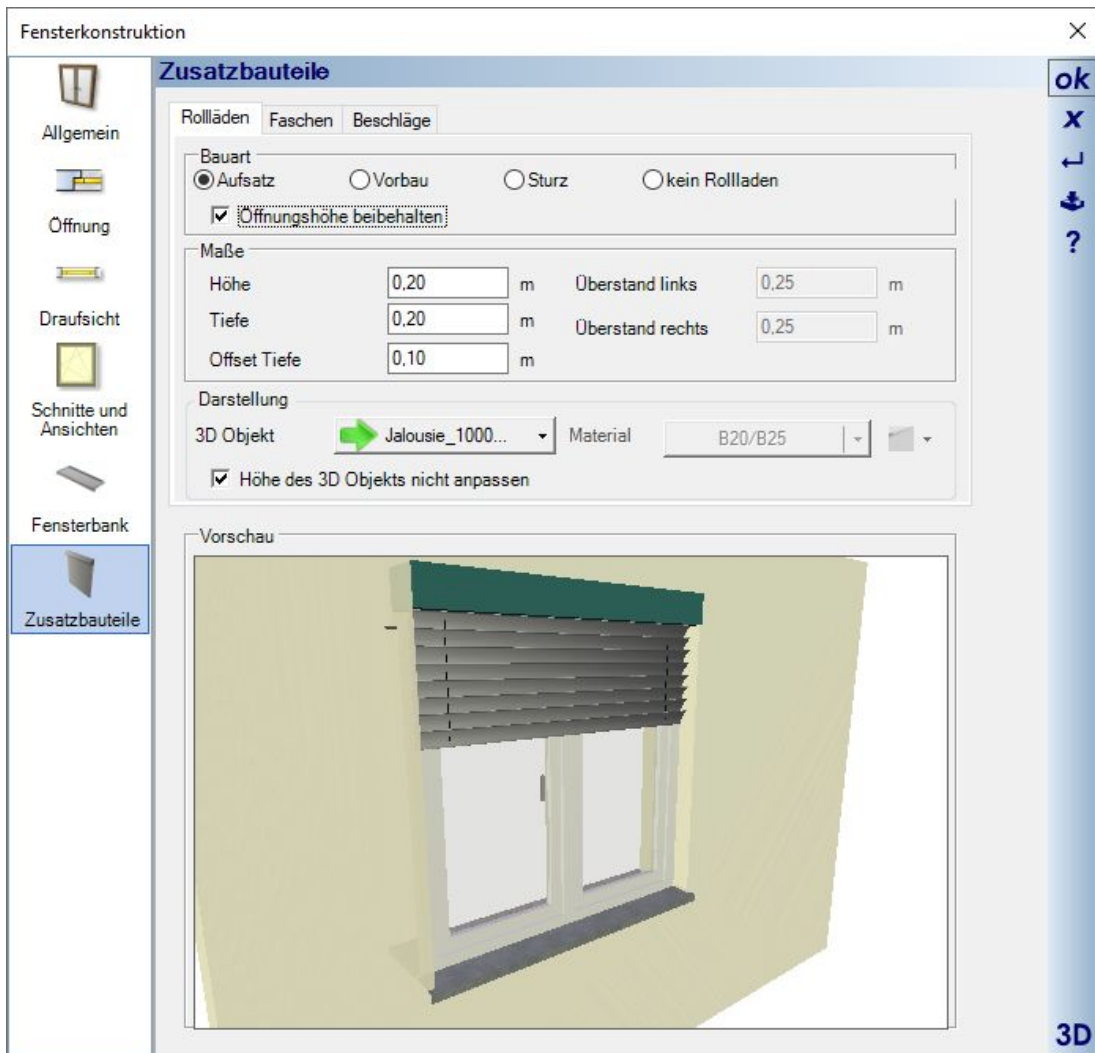 Fensterkonstruktion
Allgemein
Öffnung
Draufsicht
Schnitte und
Ansichten
Fensterbank
Zusatzbauteile
Zusatzbauteile
Rollläden Faschen Beschläge
Bauart
Aufsatz Vorbau Sturz kein Rollladen
Öffnungshöhe beibehalten
Maße
Höhe 0,20 m Überstand links 0,25 m
Tiefe 0,20 m Überstand rechts 0,25 m
Offset Tiefe 0,10 m
Darstellung
3D Objekt Jalousie_1000... Material B20/B25
Höhe des 3D Objekts nicht anpassen
Vorschau
ok
x
?
3D